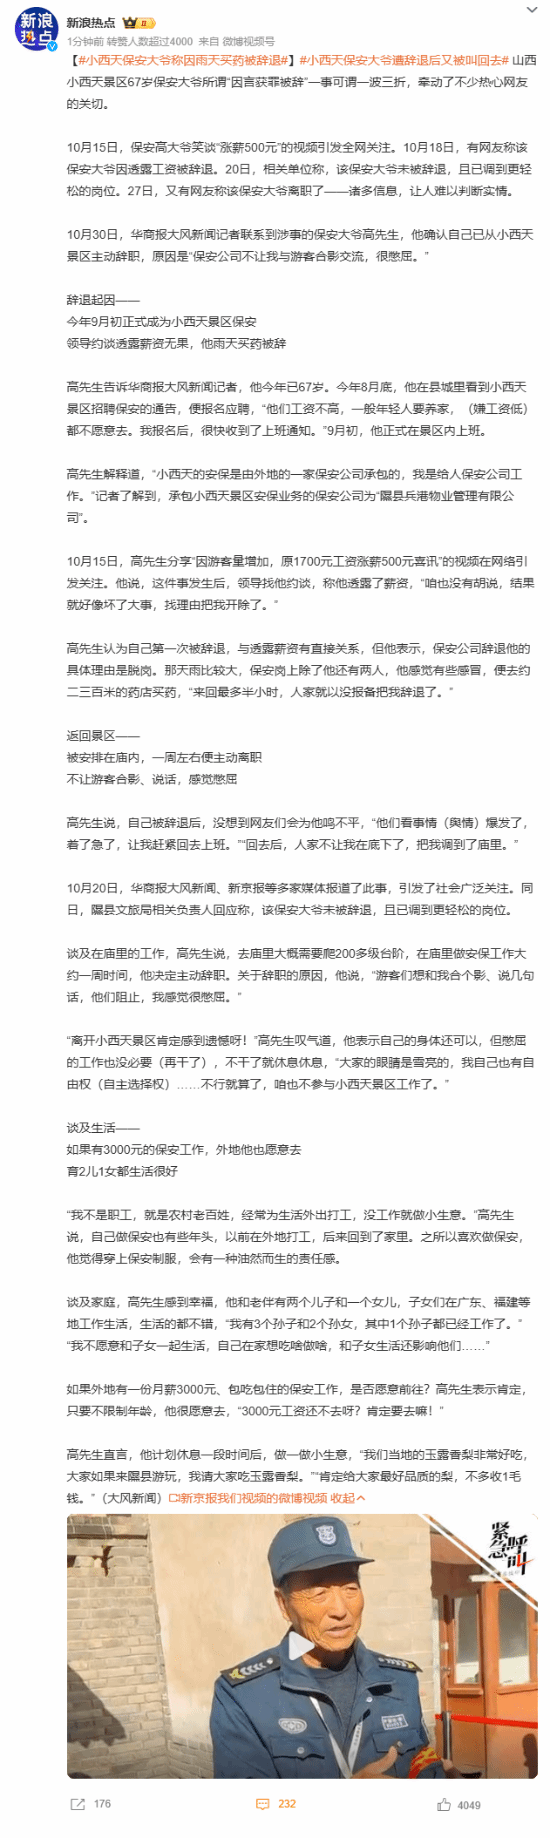 新浪热点
新浪热点 II
1分钟前 转赞人数超过4000 来自 微博视频号
【#小西天保安大爷称因雨天买药被辞退#】#小西天保安大爷遭辞退后又被叫回去# 山西
小西天景区67岁保安大爷所谓“因言获罪被辞”一事可谓一波三折，牵动了不少热心网友
的关切。
10月15日，保安高大爷笑谈“涨薪500元”的视频引发全网关注。10月18日，有网友称该
保安大爷因透露工资被辞退。20日，相关单位称，该保安大爷未被辞退，且已调到更轻
松的岗位。27日，又有网友称该保安大爷离职了——诸多信息，让人难以判断实情。
10月30日，华商报大风新闻记者联系到涉事的保安大爷高先生，他确认自己已从小西天
景区主动辞职，原因是“保安公司不让我与游客合影交流，很憋屈。”
辞退起因——
今年9月初正式成为小西天景区保安
领导约谈透露薪资无果，他雨天买药被辞
高先生告诉华商报大风新闻记者，他今年已67岁。今年8月底，他在县城里看到小西天
景区招聘保安的通告，便报名应聘，“他们工资不高，一般年轻人要养家，（嫌工资低）
都不愿意去。我报名后，很快收到了上班通知。”9月初，他正式在景区内上班。
高先生解释道，“小西天的安保是由外地的一家保安公司承包的，我是给人保安公司工
作。”记者了解到，承包小西天景区安保业务的保安公司为“隰县兵港物业管理有限公
司”。
10月15日，高先生分享“因游客量增加，原1700元工资涨薪500元喜讯”的视频在网络引
发关注。他说，这件事发生后，领导找他约谈，称他透露了薪资，“咱也没有胡说，结果
就好像坏了大事，找理由把我开除了。”
高先生认为自己第一次被辞退，与透露薪资有直接关系，但他表示，保安公司辞退他的
具体理由是脱岗。那天雨比较大，保安岗上除了他还有两人，他感觉有些感冒，便去约
二三百米的药店买药，“来回最多半小时，人家就以没报备把我辞退了。”
返回景区——
被安排在庙内，一周左右便主动离职
不让游客合影、说话，感觉憋屈
高先生说，自己被辞退后，没想到网友们会为他鸣不平，“他们看事情（舆情）爆发了，
着了急了，让我赶紧回去上班。”“回去后，人家不让我在底下了，把我调到了庙里。”
10月20日，华商报大风新闻、新京报等多家媒体报道了此事，引发了社会广泛关注。同
日，隰县文旅局相关负责人回应称，该保安大爷未被辞退，且已调到更轻松的岗位。
谈及在庙里的工作，高先生说，去庙里大概需要爬200多级台阶，在庙里做安保工作大
约一周时间，他决定主动辞职。关于辞职的原因，他说，“游客们想和我合个影、说几句
话，他们阻止，我感觉很憋屈。”
“离开小西天景区肯定感到遗憾呀！”高先生叹气道，他表示自己的身体还可以，但憋屈
的工作也没必要（再干了），不干了就休息休息，“大家的眼睛是雪亮的，我自己也有自
由权（自主选择权）……不行就算了，咱也不参与小西天景区工作了。”
谈及生活——
如果有3000元的保安工作，外地他也愿意去
育2儿1女都生活很好
“我不是职工，就是农村老百姓，经常为生活外出打工，没工作就做小生意。”高先生
说，自己做保安也有些年头，以前在外地打工，后来回到了家里。之所以喜欢做保安，
他觉得穿上保安制服，会有一种油然而生的责任感。
谈及家庭，高先生感到幸福，他和老伴有两个儿子和一个女儿，子女们在广东、福建等
地工作生活，生活的都不错，“我有3个孙子和2个孙女，其中1个孙子都已经工作了。”
“我不愿意和子女一起生活，自己在家想吃啥做啥，和子女生活还影响他们……”
如果外地有一份月薪3000元、包吃包住的保安工作，是否愿意前往？高先生表示肯定，
只要不限制年龄，他很愿意去，“3000元工资还不去呀？肯定要去嘛！”
高先生直言，他计划休息一段时间后，做一做小生意，“我们当地的玉露香梨非常好吃，
大家如果来隰县游玩，我请大家吃玉露香梨。”“肯定给大家最好品质的梨，不多收1毛
钱。”（大风新闻）新京报我们视频的微博视频 收起
紧急呼叫
176 232 4049